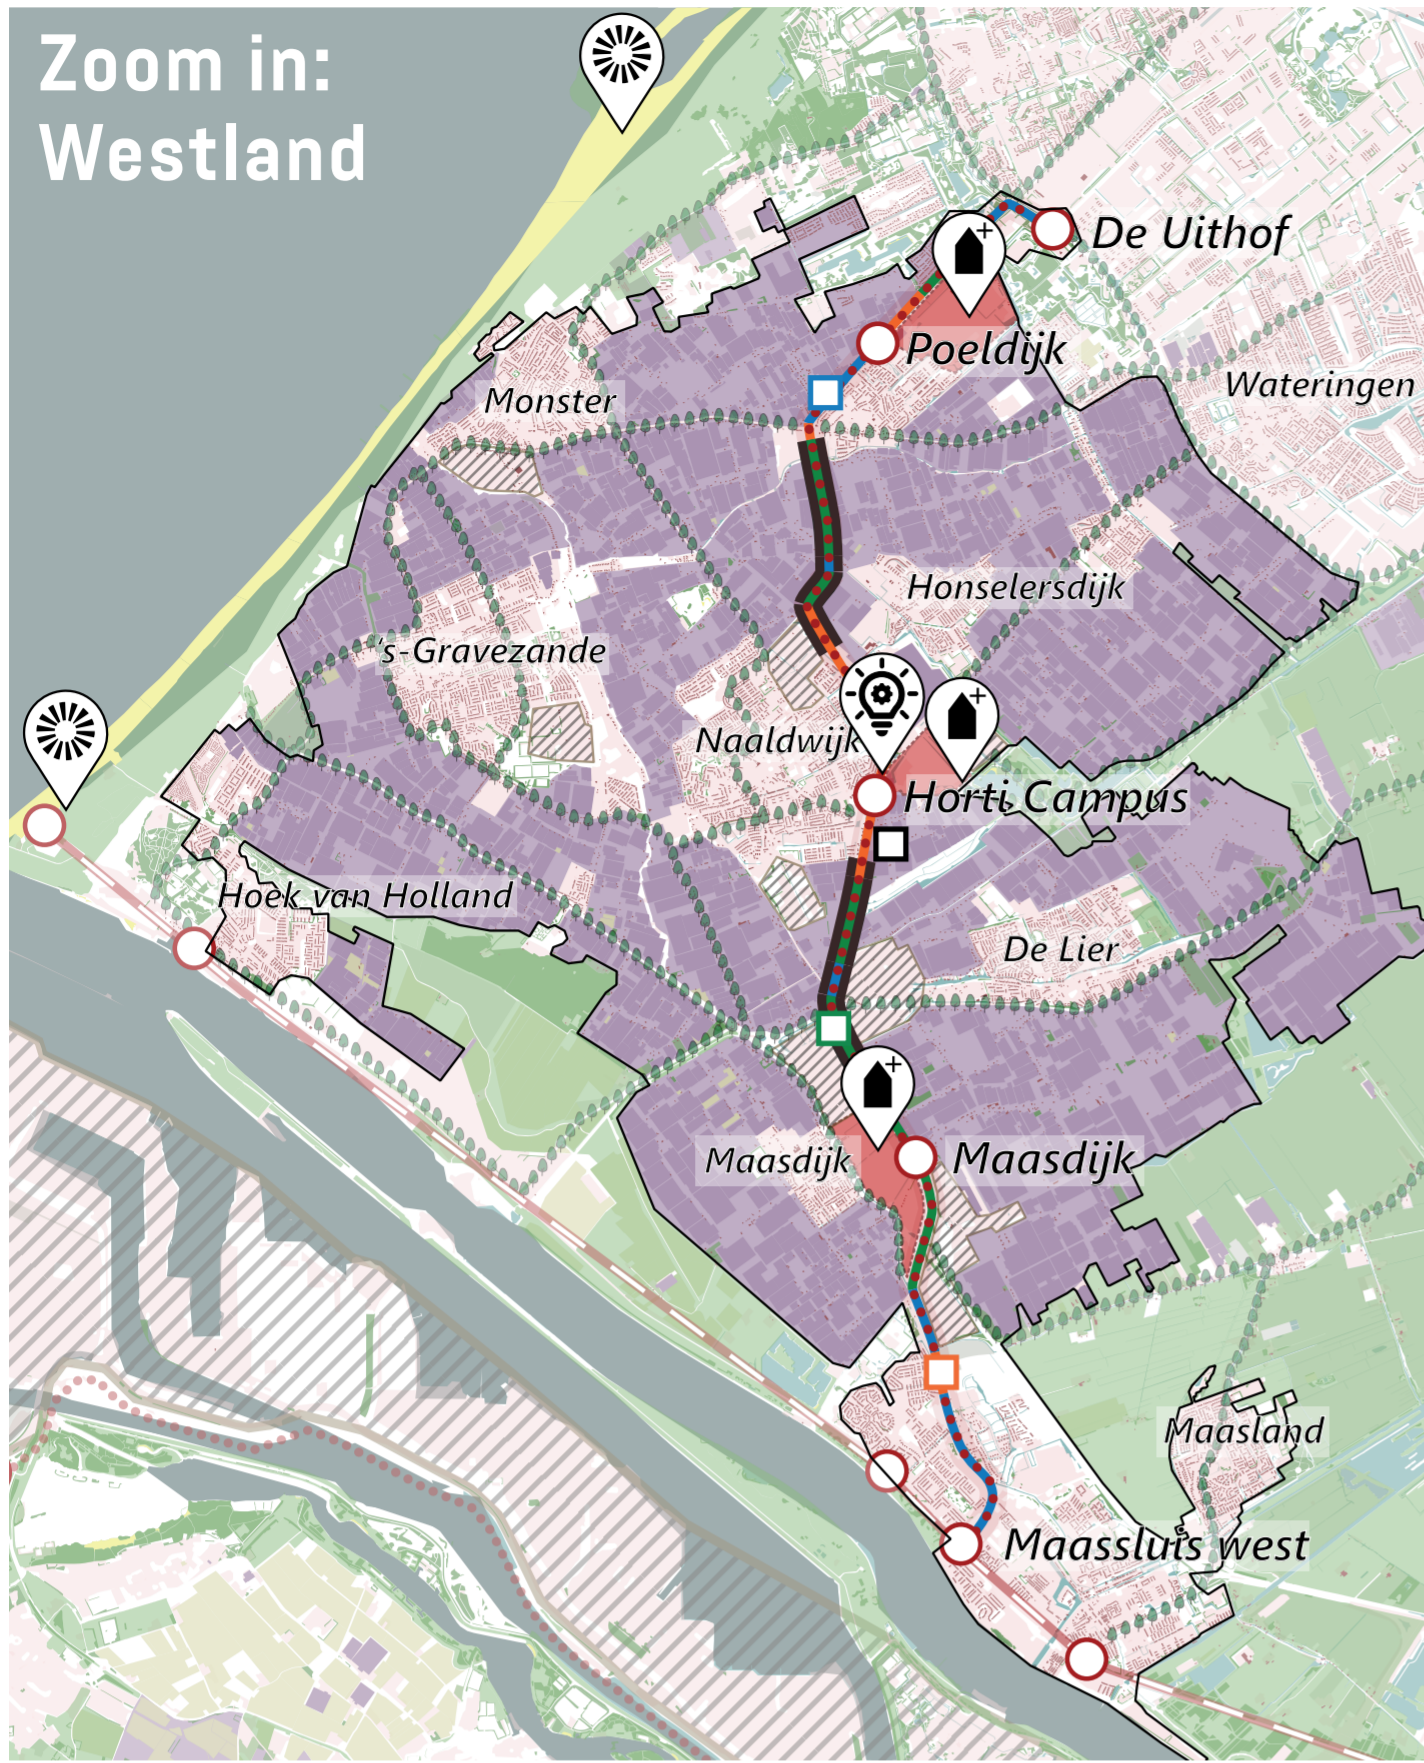 Zoom in:
Westland
De Uithof
Poeldijk
Wateringen
Monster
Honselersdijk
's-Gravezande
Naaldwijk
Horti Campus
Hoek van Holland
De Lier
Maasdijk
Maasdijk
Maasland
Maassluis west